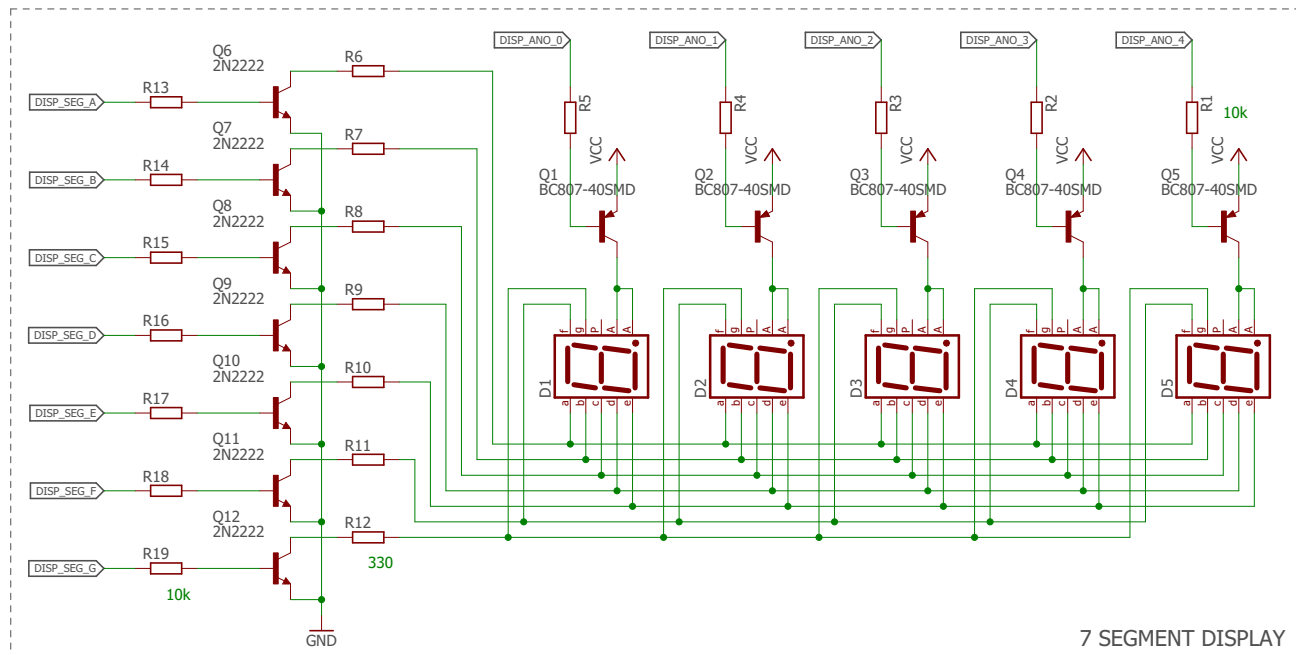 DISP_ANO_0
DISP_ANO_1
DISP_ANO_2
DISP_ANO_3
DISP_ANO_4
Q6
2N2222
R6
DISP_SEG_A
R13
Q7
2N2222
R7
DISP_SEG_B
R14
Q8
2N2222
R8
DISP_SEG_C
R15
Q9
2N2222
R9
DISP_SEG_D
R16
Q10
2N2222
R10
DISP_SEG_E
R17
Q11
2N2222
R11
DISP_SEG_F
R18
Q12
2N2222
R12
330
DISP_SEG_G
R19
10k
GND
R5
VCC
Q1
BC807-40SMD
R4
VCC
Q2
BC807-40SMD
R3
VCC
Q3
BC807-40SMD
R2
VCC
Q4
BC807-40SMD
R1
10k
VCC
Q5
BC807-40SMD
f g P A A
D1
a b c d e
f g P A A
D2
a b c d e
f g P A A
D3
a b c d e
f g P A A
D4
a b c d e
f g P A A
D5
a b c d e
7 SEGMENT DISPLAY